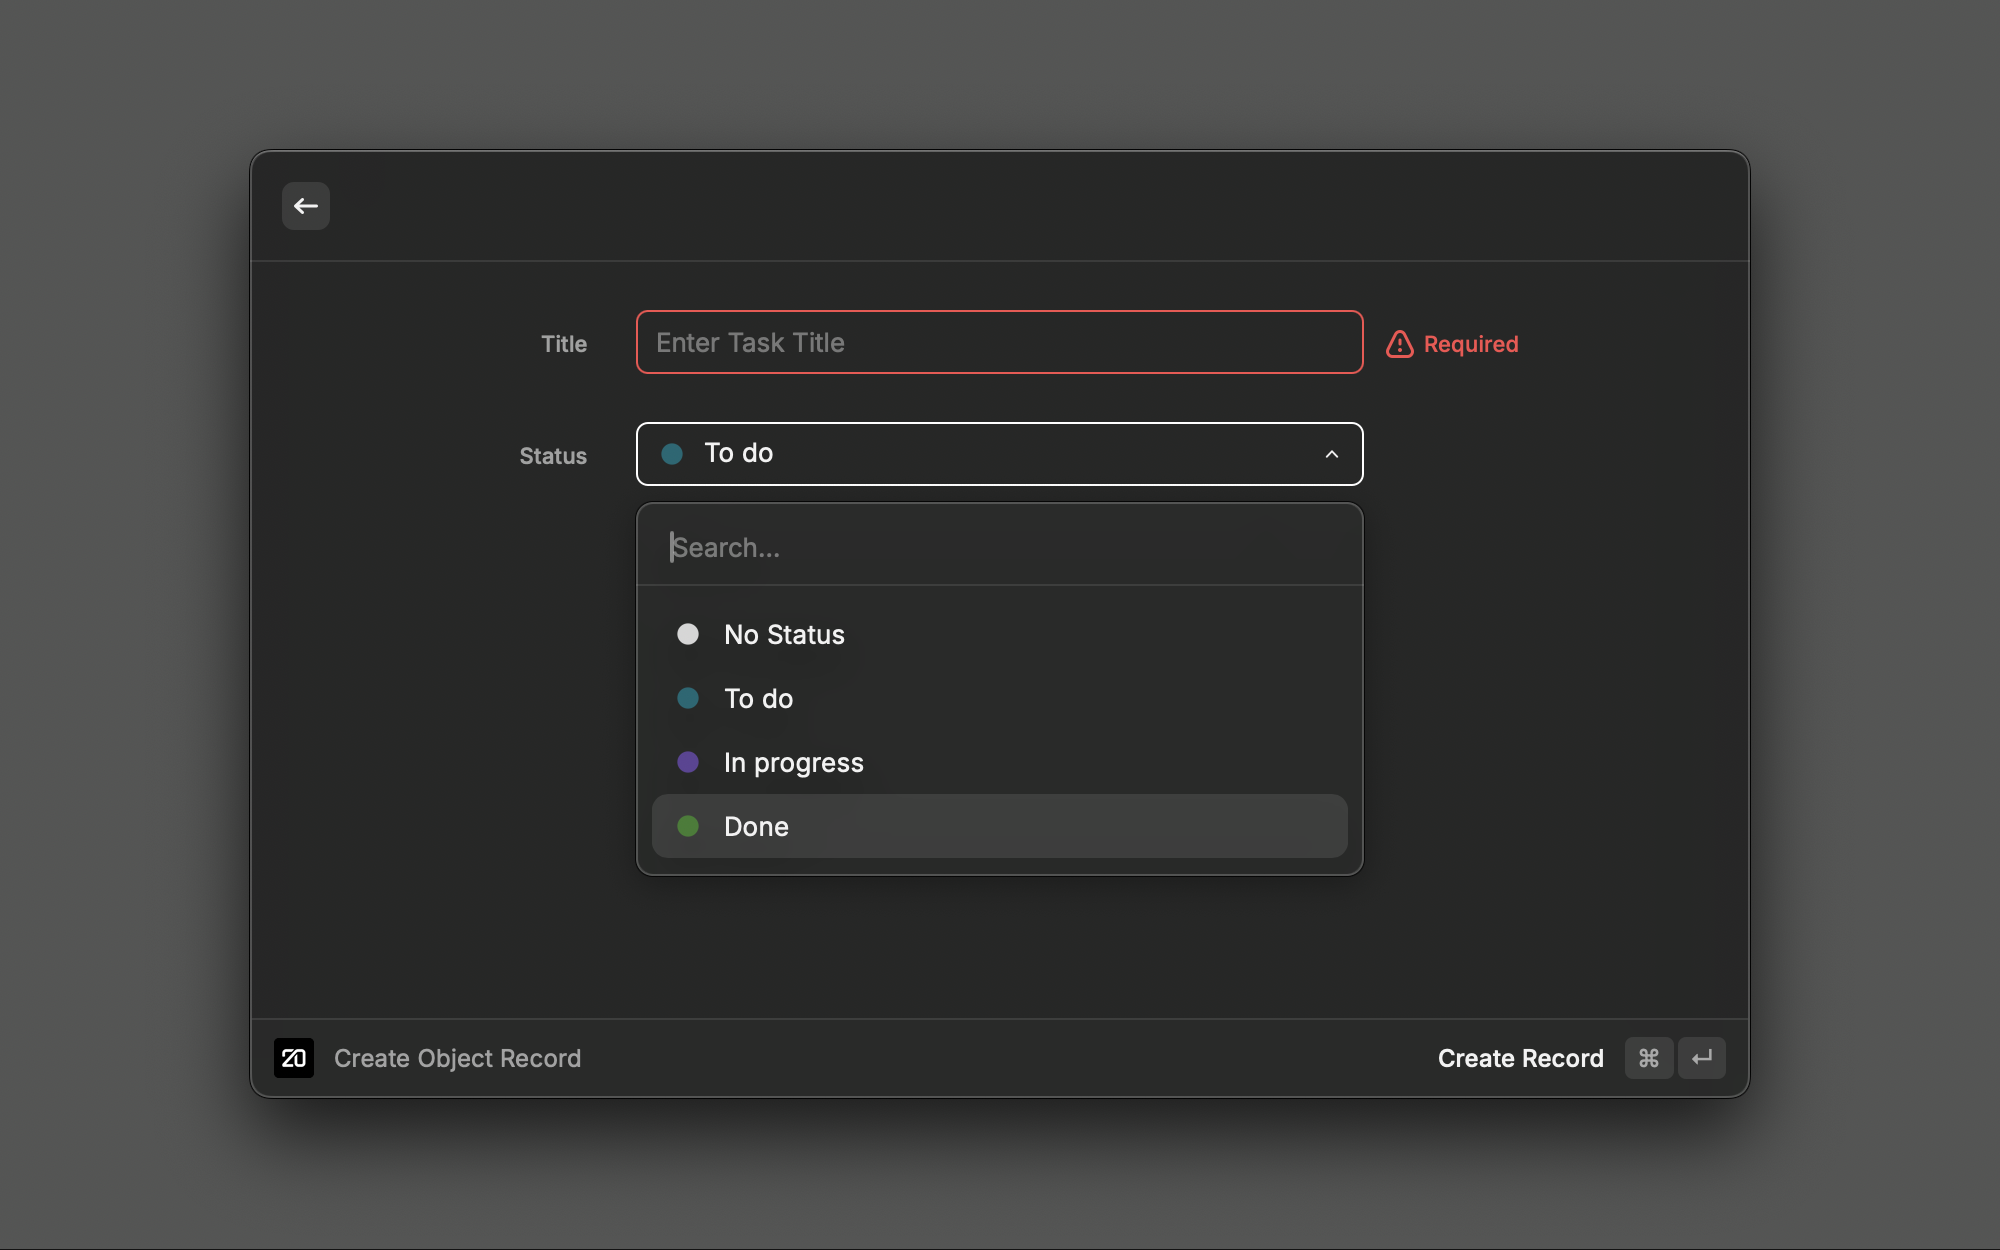 Title
Enter Task Title
Required
Status
To do
Search...
No Status
To do
In progress
Done
20
Create Object Record
Create Record
⌘
↵